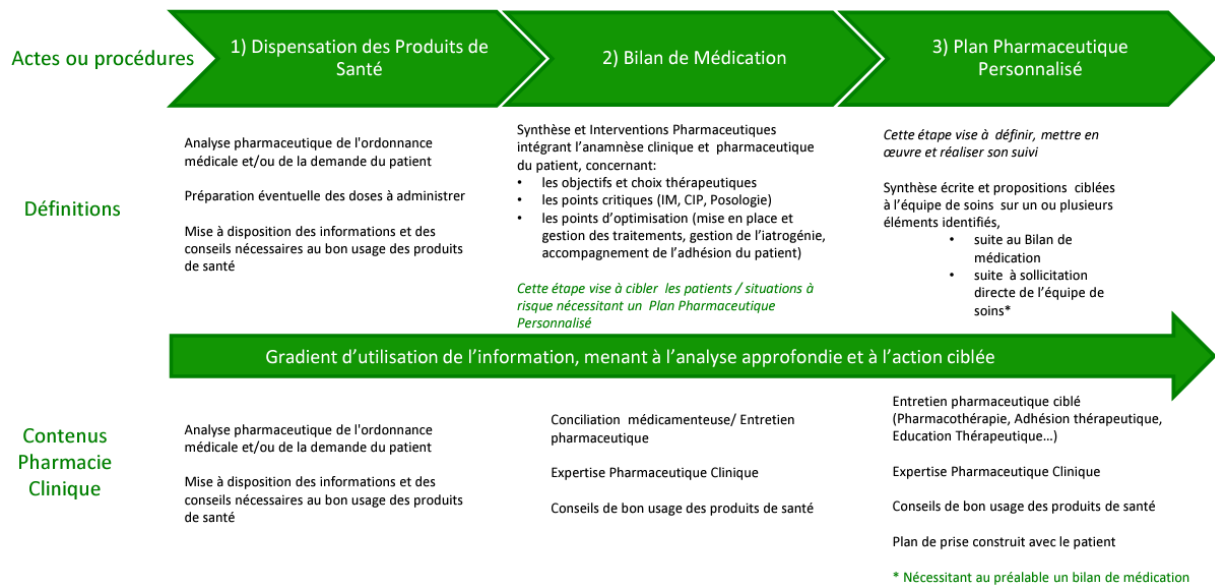 Actes ou procédures
1) Dispensation des Produits de
Santé
2) Bilan de Médication
3) Plan Pharmaceutique
Personnalisé
Définitions
Analyse pharmaceutique de l'ordonnance
médicale et/ou de la demande du patient
Préparation éventuelle des doses à administrer
Mise à disposition des informations et des
conseils nécessaires au bon usage des produits
de santé
Synthèse et Interventions Pharmaceutiques
intégrant l’anamnèse clinique et pharmaceutique
du patient, concernant:
• les objectifs et choix thérapeutiques
• les points critiques (IM, CIP, Posologie)
• les points d’optimisation (mise en place et
gestion des traitements, gestion de l’iatrogénie,
accompagnement de l’adhésion du patient)
Cette étape vise à cibler les patients / situations à
risque nécessitant un Plan Pharmaceutique
Personnalisé
Cette étape vise à définir, mettre en
œuvre et réaliser son suivi
Synthèse écrite et propositions ciblées
à l’équipe de soins sur un ou plusieurs
éléments identifiés,
• suite au Bilan de
médication
• suite à sollicitation
directe de l’équipe de
soins*
Gradient d’utilisation de l’information, menant à l’analyse approfondie et à l’action ciblée
Contenus
Pharmacie
Clinique
Analyse pharmaceutique de l'ordonnance
médicale et/ou de la demande du patient
Mise à disposition des informations et des
conseils nécessaires au bon usage des produits
de santé
Conciliation médicamenteuse/ Entretien
pharmaceutique
Expertise Pharmaceutique Clinique
Conseils de bon usage des produits de santé
Entretien pharmaceutique ciblé
(Pharmacothérapie, Adhésion thérapeutique,
Education Thérapeutique…)
Expertise Pharmaceutique Clinique
Conseils de bon usage des produits de santé
Plan de prise construit avec le patient
* Nécessitant au préalable un bilan de médication